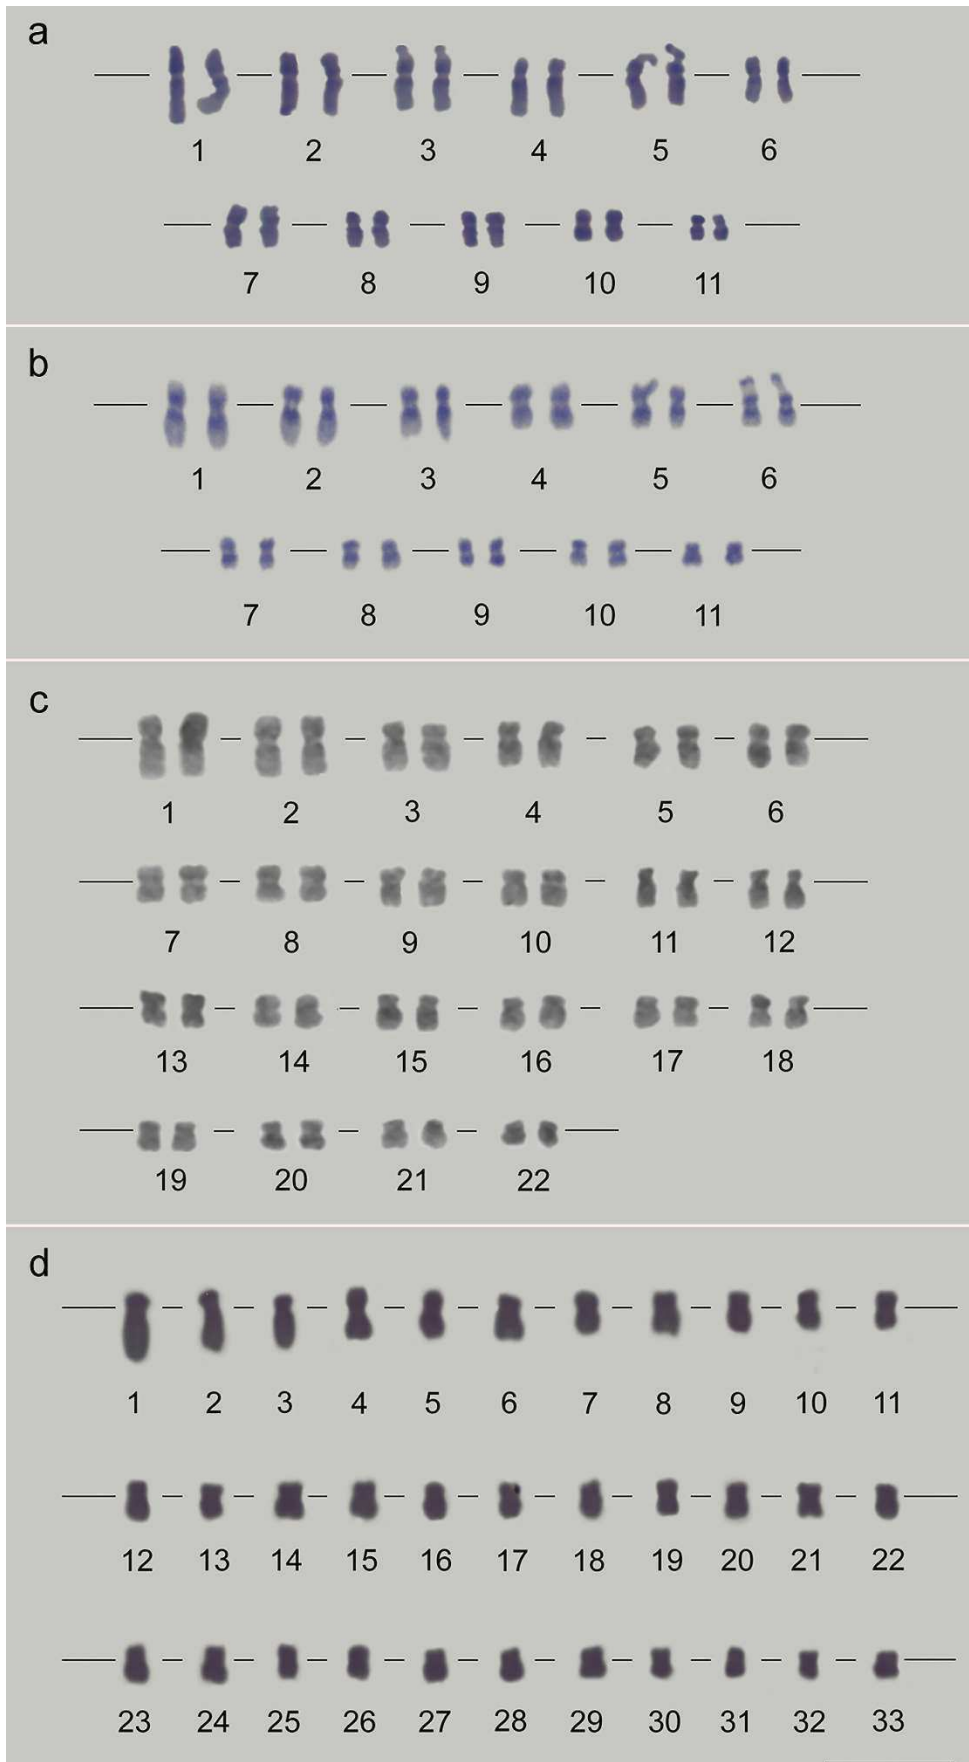 a
1 2 3 4 5 6
7 8 9 10 11
b
1 2 3 4 5 6
7 8 9 10 11
c
1 2 3 4 5 6
7 8 9 10 11 12
13 14 15 16 17 18
19 20 21 22
d
1 2 3 4 5 6 7 8 9 10 11
12 13 14 15 16 17 18 19 20 21 22
23 24 25 26 27 28 29 30 31 32 33